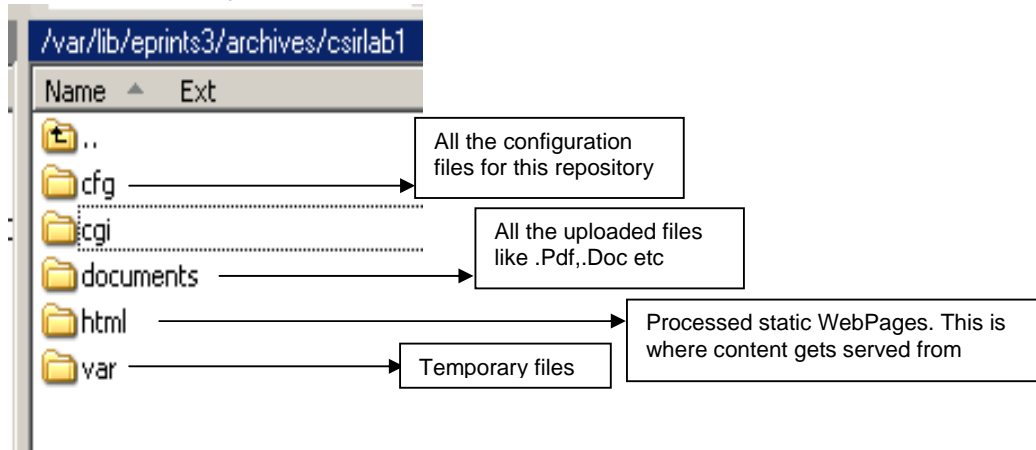 /var/lib/eprints3/archives/csirlab1
Name Ext
..
All the configuration
files for this repository
cfg
cgi
All the uploaded files
like .Pdf,.Doc etc
documents
html
Processed static WebPages. This is
where content gets served from
var
Temporary files